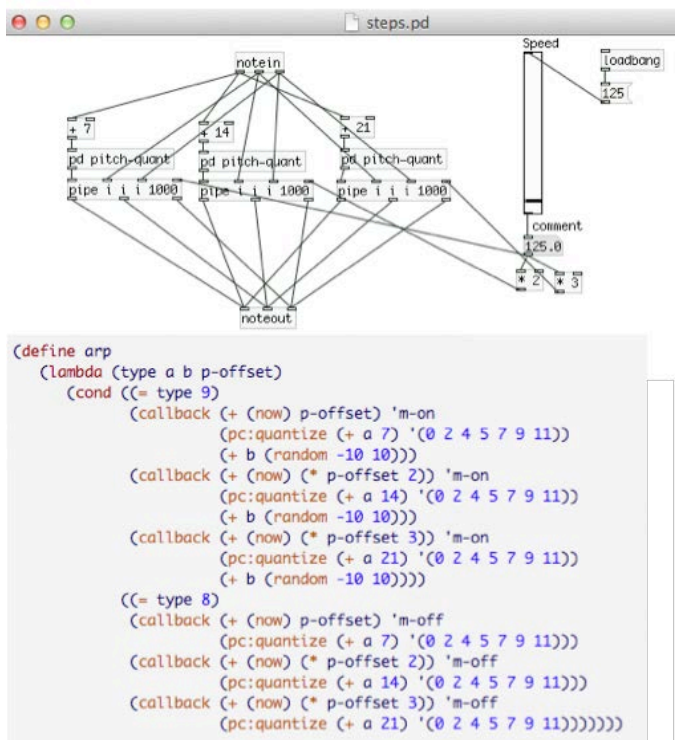 steps.pd
Speed
loadbang
notein
125
+ 7
+ 14
+ 21
pd pitch-quant
pd pitch-quant
pd pitch-quant
pipe i i i 1000
pipe i i i 1000
pipe i i i 1000
comment
125.0
* 2
* 3
noteout
(define arp
(lambda (type a b p-offset)
(cond ((= type 9)
(callback (+ (now) p-offset) 'm-on
(pc:quantize (+ a 7) '(0 2 4 5 7 9 11))
(+ b (random -10 10)))
(callback (+ (now) (* p-offset 2)) 'm-on
(pc:quantize (+ a 14) '(0 2 4 5 7 9 11))
(+ b (random -10 10)))
(callback (+ (now) (* p-offset 3)) 'm-on
(pc:quantize (+ a 21) '(0 2 4 5 7 9 11))
(+ b (random -10 10))))
((= type 8)
(callback (+ (now) p-offset) 'm-off
(pc:quantize (+ a 7) '(0 2 4 5 7 9 11)))
(callback (+ (now) (* p-offset 2)) 'm-off
(pc:quantize (+ a 14) '(0 2 4 5 7 9 11)))
(callback (+ (now) (* p-offset 3)) 'm-off
(pc:quantize (+ a 21) '(0 2 4 5 7 9 11)))))))